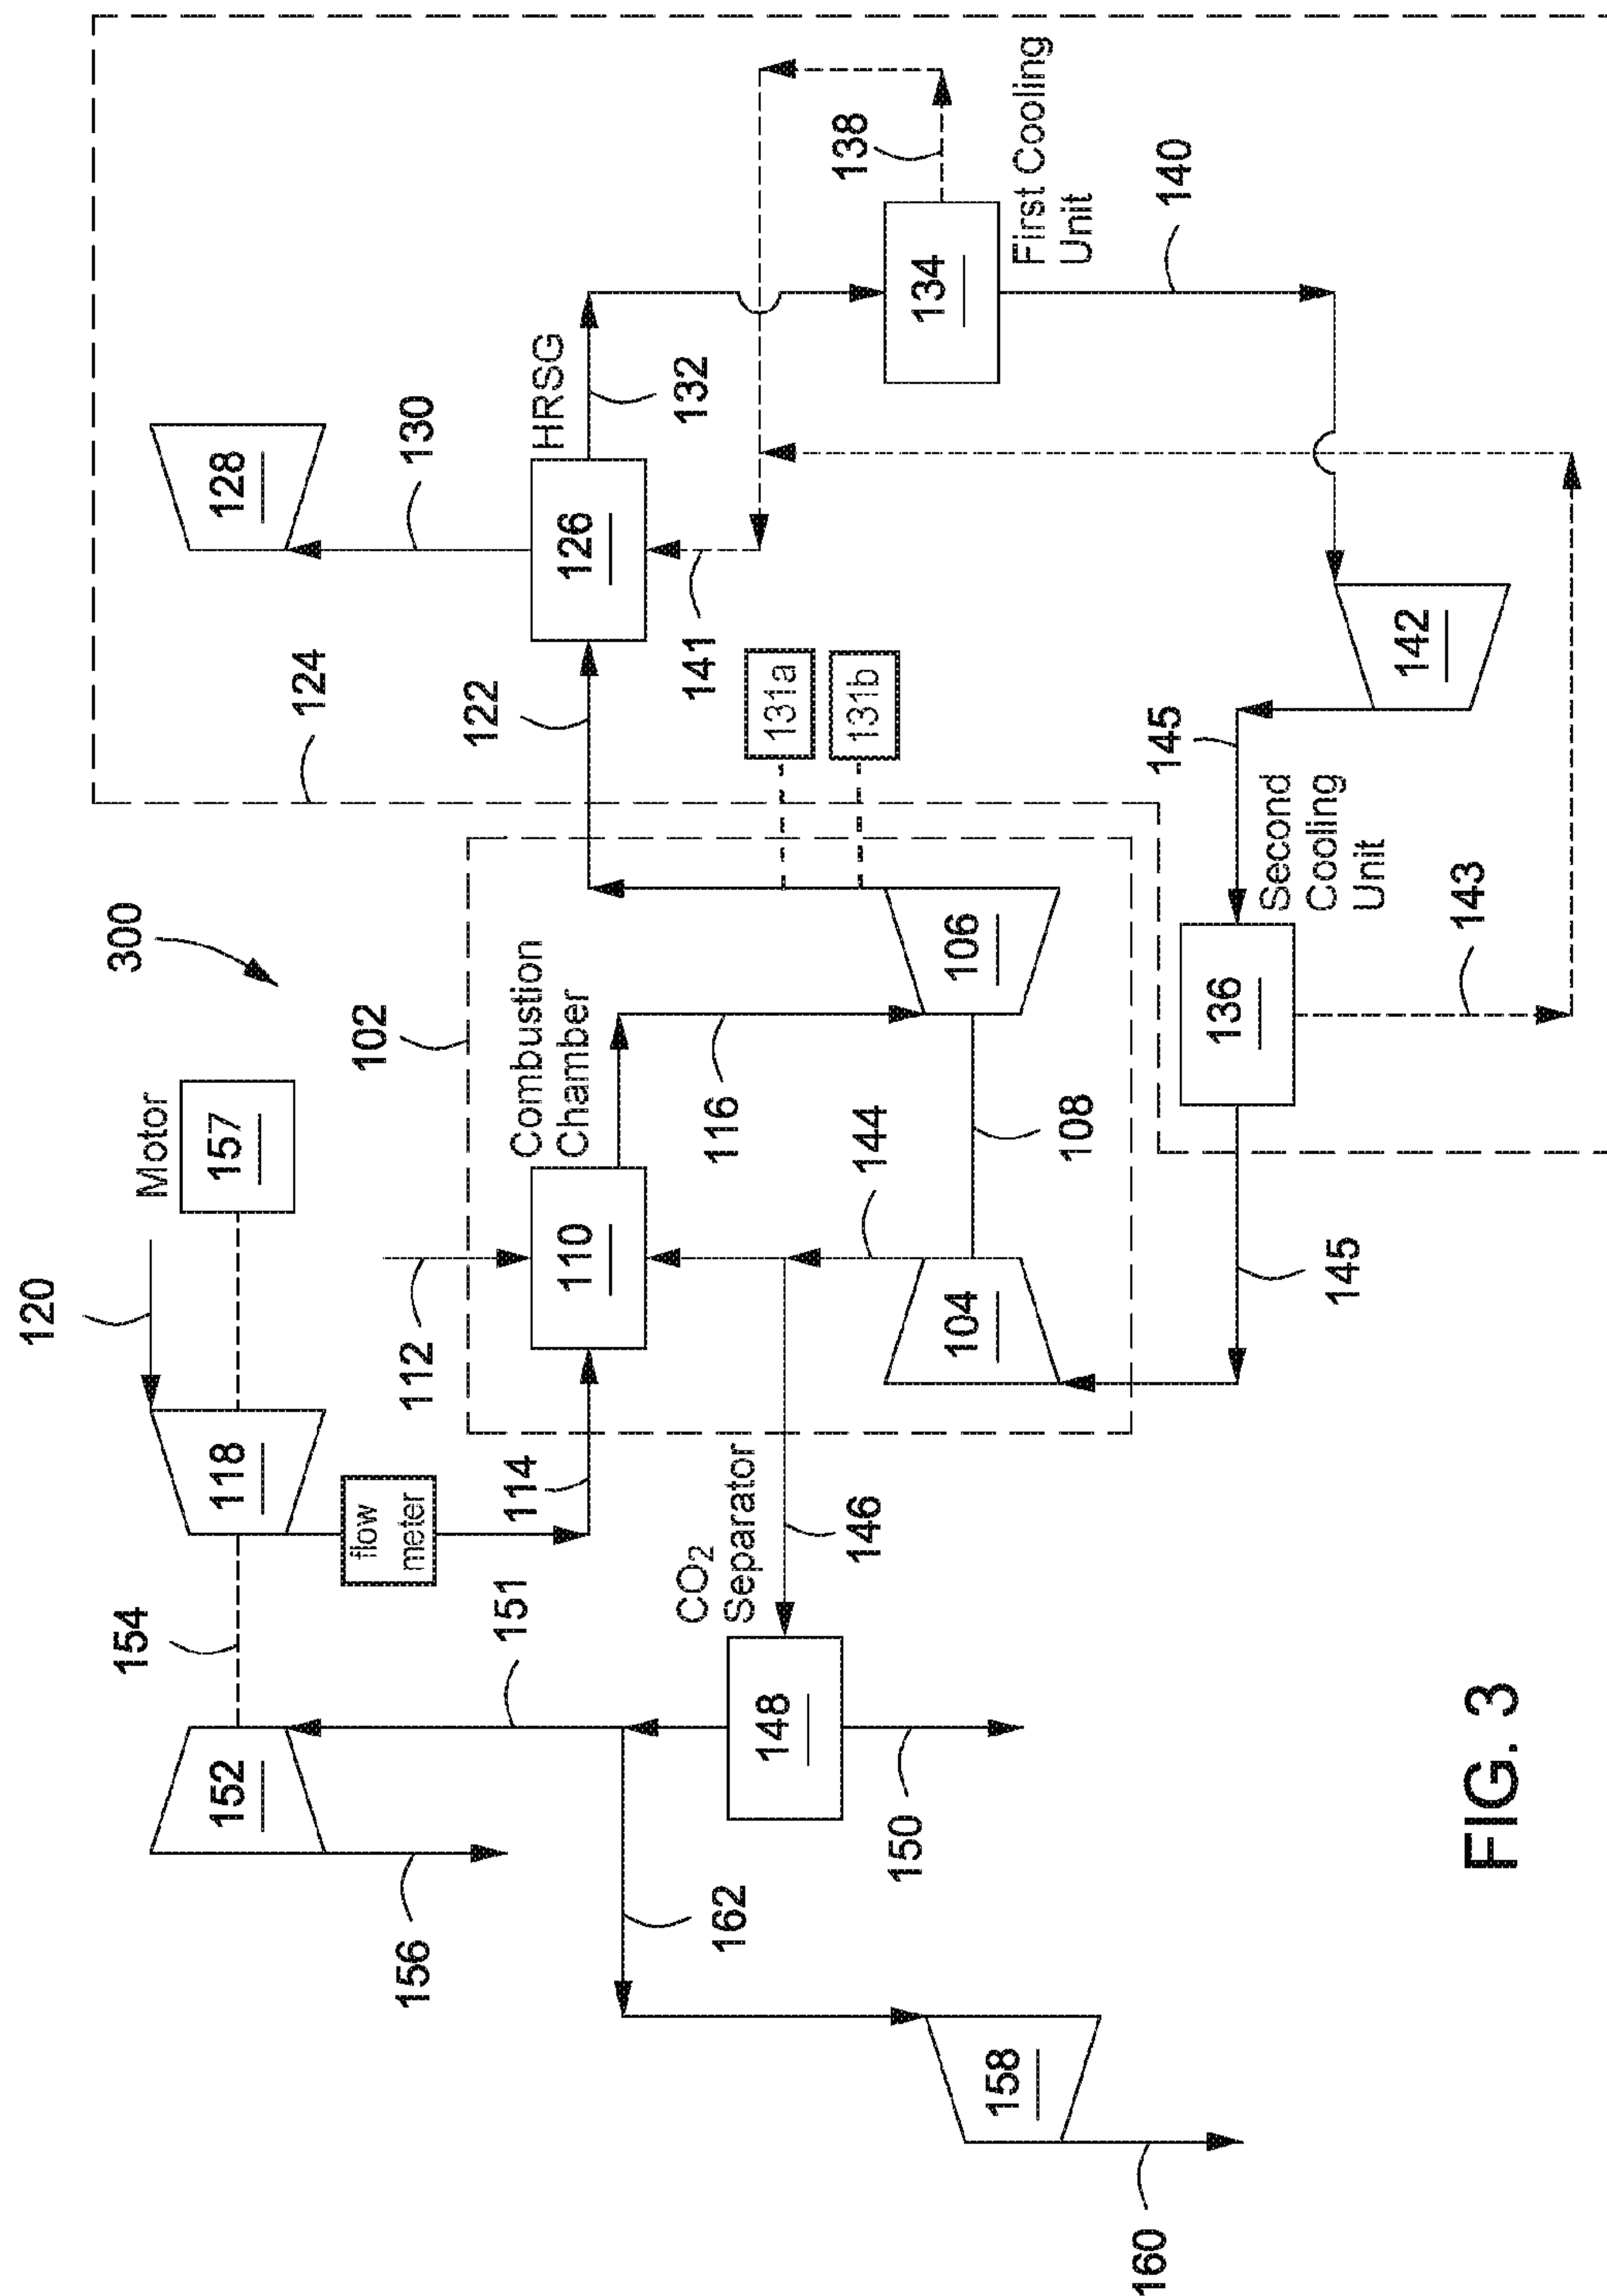 300
120
Motor
157
118
154
152
156
flow
meter
114
112
102
Combustion
Chamber
110
116
144
104
108
106
CO₂
Separator
146
148
151
150
162
158
160
124
128
130
HRSG
126
122
132
141
131a
131b
138
134
First Cooling
Unit
140
142
145
Second
Cooling
Unit
136
143
145
FIG. 3